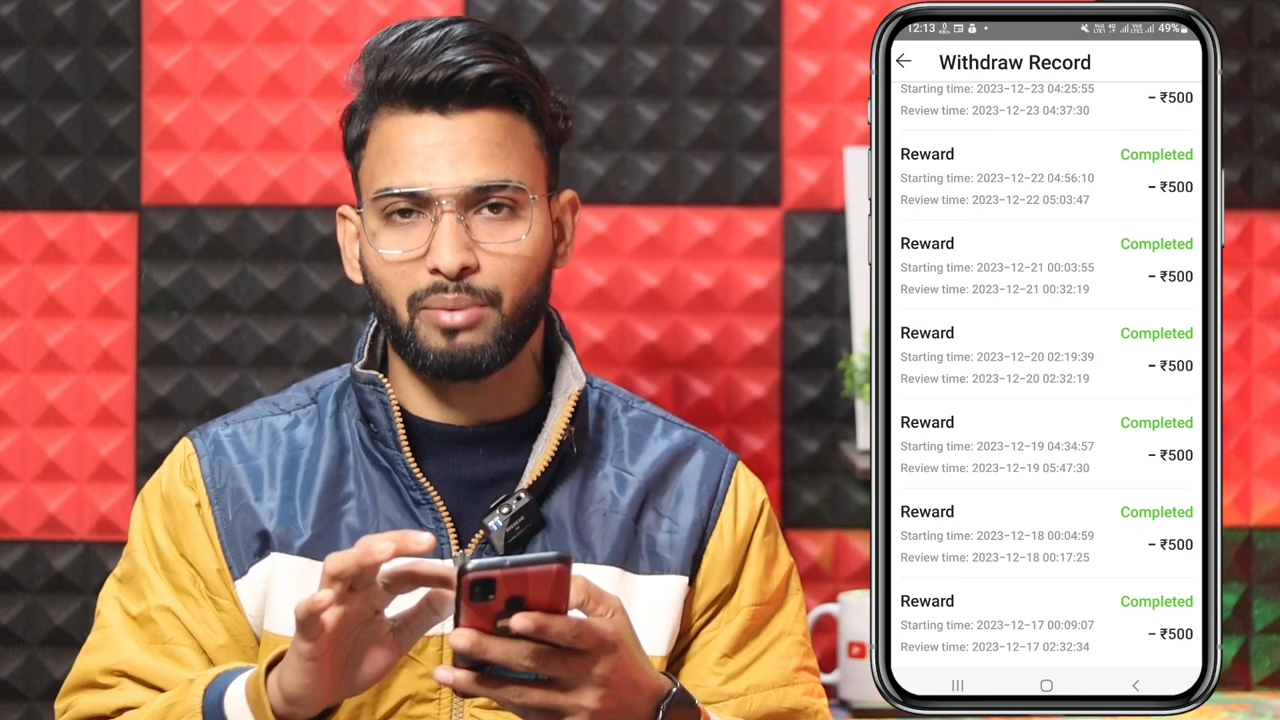 12:13 0 KB/s 49%
Withdraw Record
Starting time: 2023-12-23 04:25:55
- ₹500
Review time: 2023-12-23 04:37:30
Reward Completed
Starting time: 2023-12-22 04:56:10
- ₹500
Review time: 2023-12-22 05:03:47
Reward Completed
Starting time: 2023-12-21 00:03:55
- ₹500
Review time: 2023-12-21 00:32:19
Reward Completed
Starting time: 2023-12-20 02:19:39
- ₹500
Review time: 2023-12-20 02:32:19
Reward Completed
Starting time: 2023-12-19 04:34:57
- ₹500
Review time: 2023-12-19 05:47:30
Reward Completed
Starting time: 2023-12-18 00:04:59
- ₹500
Review time: 2023-12-18 00:17:25
Reward Completed
Starting time: 2023-12-17 00:09:07
- ₹500
Review time: 2023-12-17 02:32:34